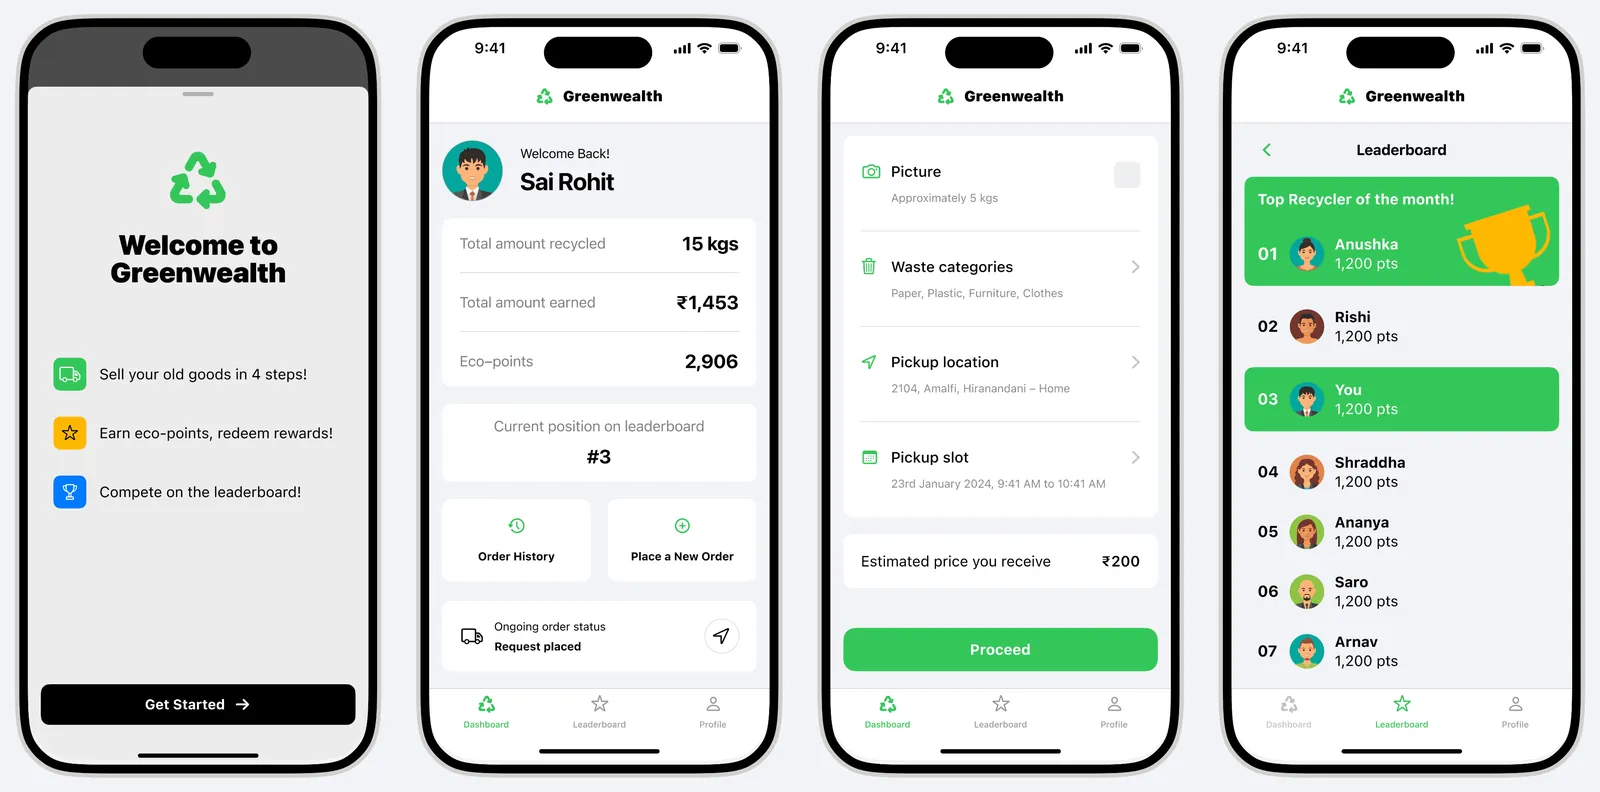 Welcome to
Greenwealth
Sell your old goods in 4 steps!
Earn eco-points, redeem rewards!
Compete on the leaderboard!
Get Started
9:41
Greenwealth
Welcome Back!
Sai Rohit
Total amount recycled 15 kgs
Total amount earned ₹1,453
Eco–points 2,906
Current position on leaderboard
#3
Order History
Place a New Order
Ongoing order status
Request placed
Dashboard Leaderboard Profile
9:41
Greenwealth
Picture
Approximately 5 kgs
Waste categories
Paper, Plastic, Furniture, Clothes
Pickup location
2104, Amalfi, Hiranandani – Home
Pickup slot
23rd January 2024, 9:41 AM to 10:41 AM
Estimated price you receive ₹200
Proceed
Dashboard Leaderboard Profile
9:41
Greenwealth
Leaderboard
Top Recycler of the month!
01 Anushka
1,200 pts
02 Rishi
1,200 pts
03 You
1,200 pts
04 Shraddha
1,200 pts
05 Ananya
1,200 pts
06 Saro
1,200 pts
07 Arnav
1,200 pts
Dashboard Leaderboard Profile